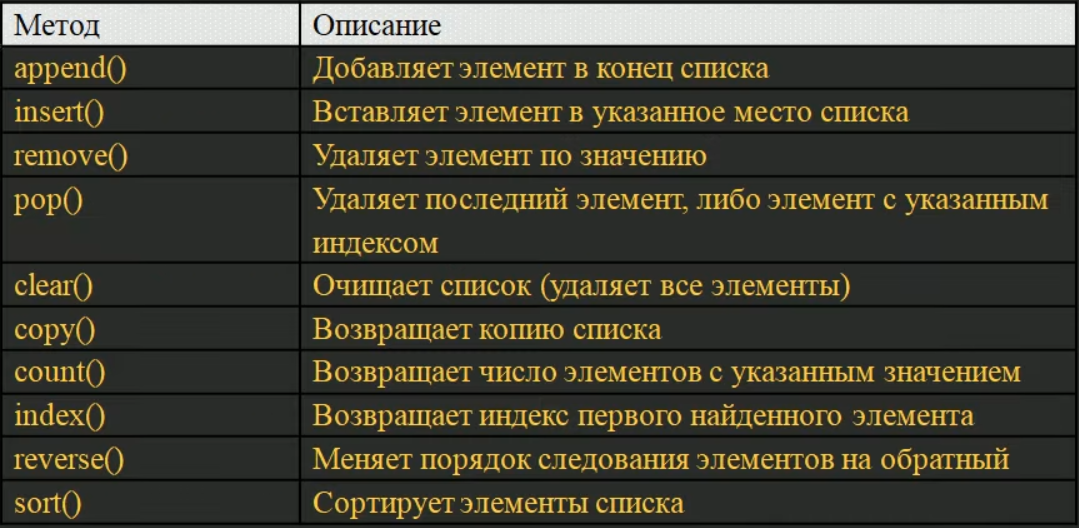 Метод Описание
append() Добавляет элемент в конец списка
insert() Вставляет элемент в указанное место списка
remove() Удаляет элемент по значению
pop() Удаляет последний элемент, либо элемент с указанным
индексом
clear() Очищает список (удаляет все элементы)
copy() Возвращает копию списка
count() Возвращает число элементов с указанным значением
index() Возвращает индекс первого найденного элемента
reverse() Меняет порядок следования элементов на обратный
sort() Сортирует элементы списка